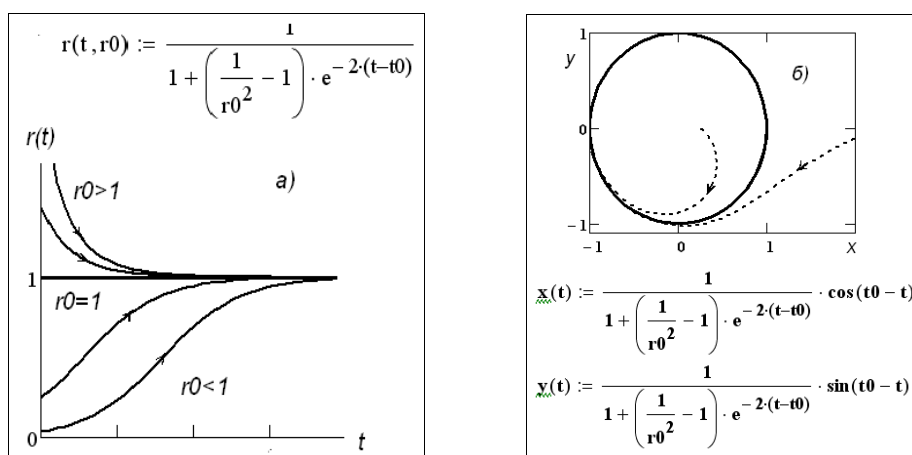 r(t,r0) := 1 / (1 + (1/r0² − 1) · e^(−2·(t−t0)))
r(t)
r0>1
а)
1
r0=1
r0<1
0
t
1
y
б)
0
−1
−1
0
1
x
x(t) := 1 / (1 + (1/r0² − 1) · e^(−2·(t−t0))) · cos(t0 − t)
y(t) := 1 / (1 + (1/r0² − 1) · e^(−2·(t−t0))) · sin(t0 − t)